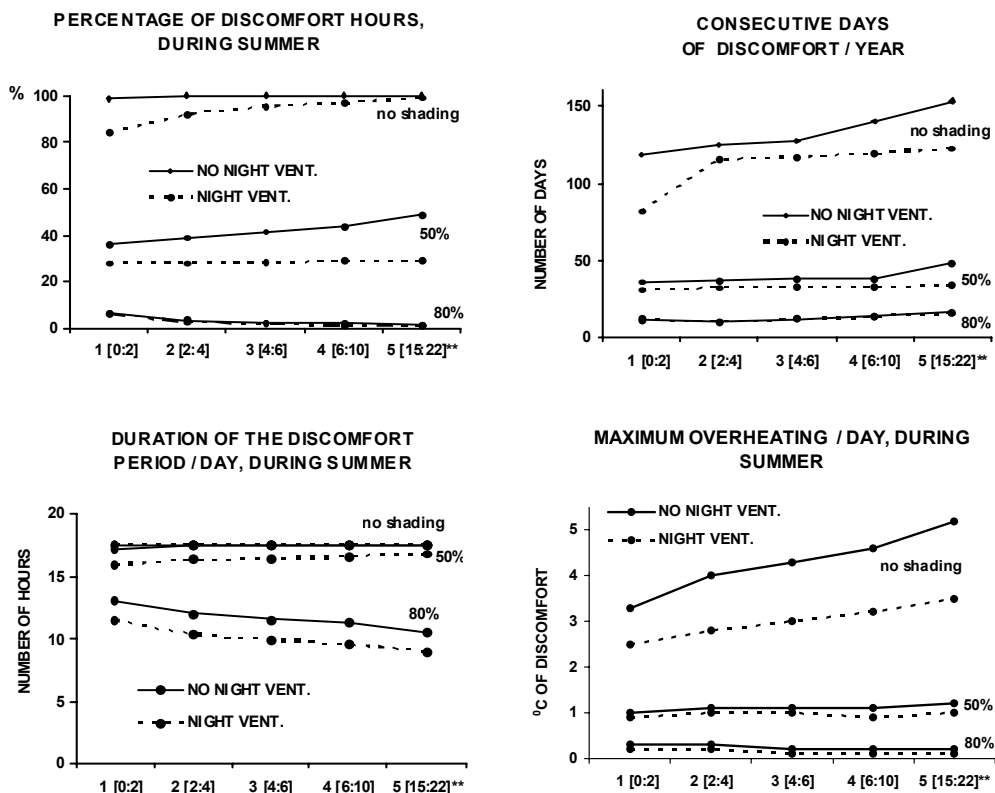 PERCENTAGE OF DISCOMFORT HOURS,
DURING SUMMER
%
100
80
60
40
20
0
no shading
NO NIGHT VENT.
NIGHT VENT.
50%
80%
1 [0:2] 2 [2:4] 3 [4:6] 4 [6:10] 5 [15:22]**
CONSECUTIVE DAYS
OF DISCOMFORT / YEAR
NUMBER OF DAYS
150
100
50
0
no shading
NO NIGHT VENT.
NIGHT VENT.
50%
80%
1 [0:2] 2 [2:4] 3 [4:6] 4 [6:10] 5 [15:22]**
DURATION OF THE DISCOMFORT
PERIOD / DAY, DURING SUMMER
NUMBER OF HOURS
20
15
10
5
0
no shading
50%
80%
NO NIGHT VENT.
NIGHT VENT.
1 [0:2] 2 [2:4] 3 [4:6] 4 [6:10] 5 [15:22]**
MAXIMUM OVERHEATING / DAY, DURING
SUMMER
⁰C OF DISCOMFORT
5
4
3
2
1
0
NO NIGHT VENT.
NIGHT VENT.
no shading
50%
80%
1 [0:2] 2 [2:4] 3 [4:6] 4 [6:10] 5 [15:22]**